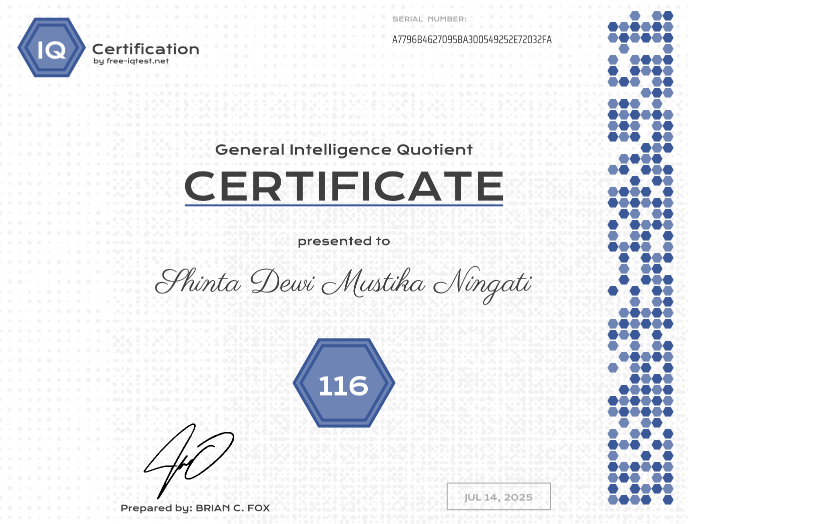 IQ
Certification
by free-iqtest.net
SERIAL NUMBER:
A7796B4627095BA300549252E72032FA
General Intelligence Quotient
CERTIFICATE
presented to
Shinta Dewi Mustika Ningati
116
Prepared by: BRIAN C. FOX
JUL 14, 2025